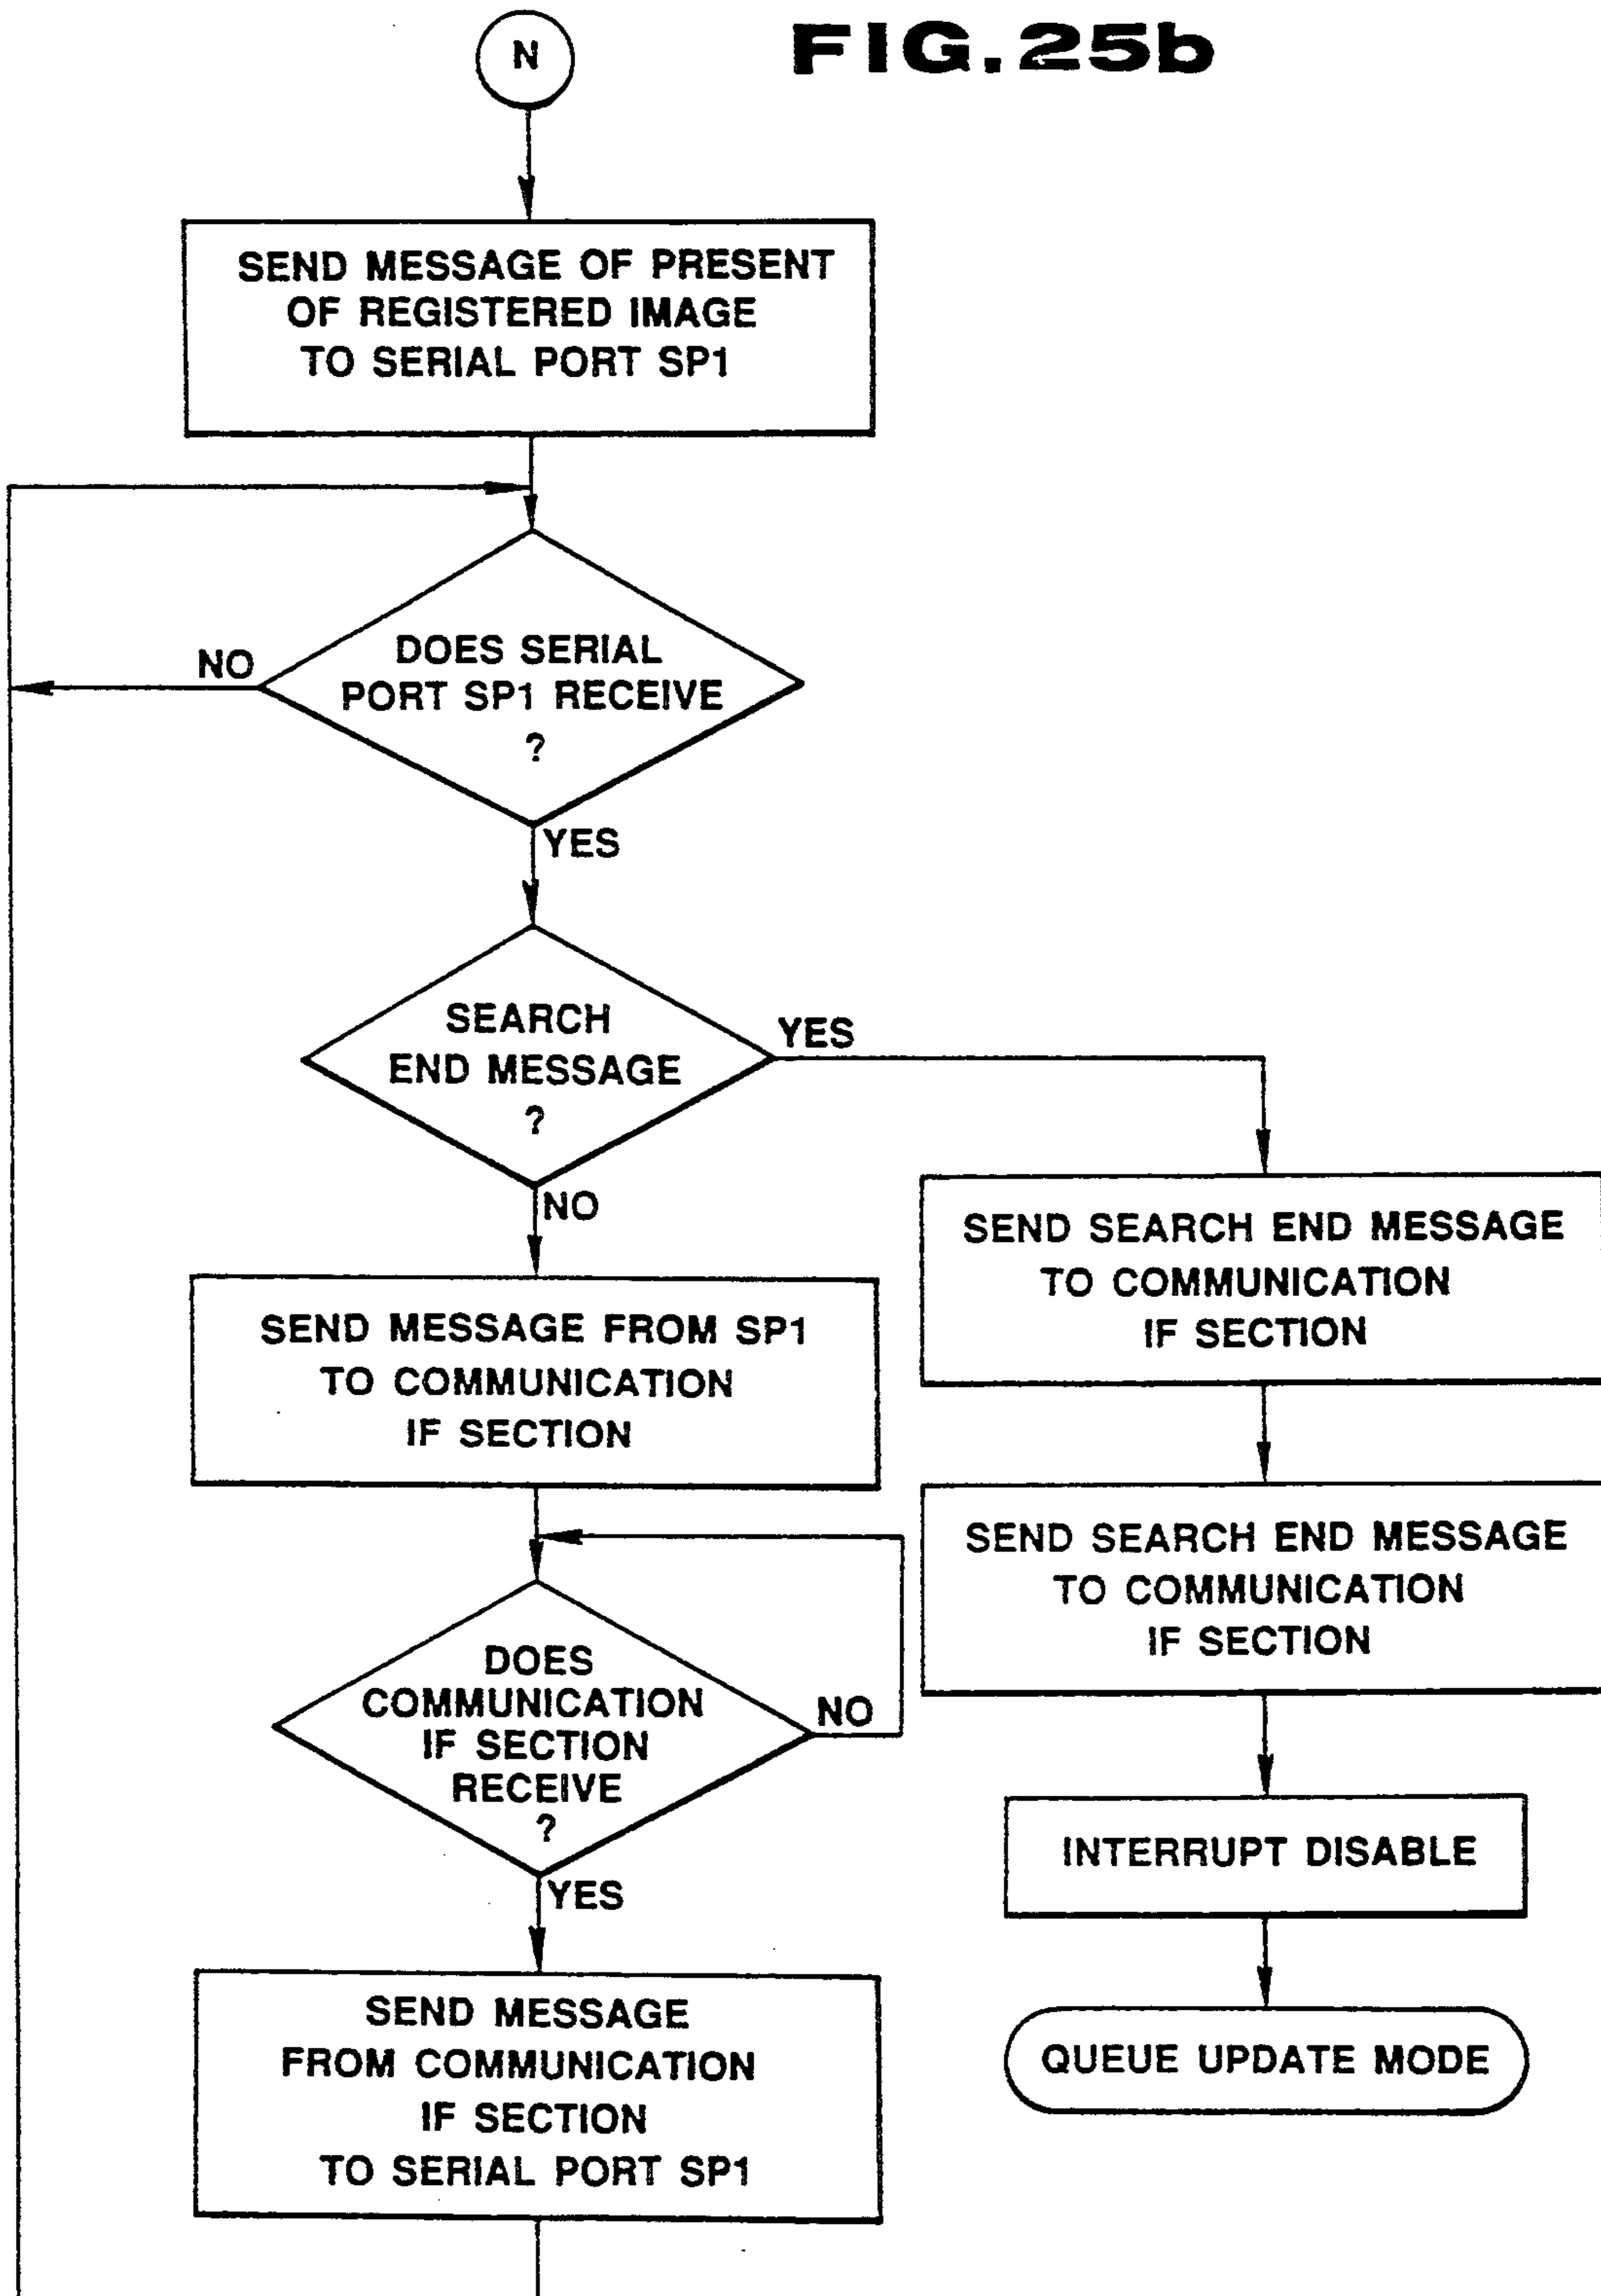 FIG.25b
N
SEND MESSAGE OF PRESENT
OF REGISTERED IMAGE
TO SERIAL PORT SP1
NO
DOES SERIAL
PORT SP1 RECEIVE
?
YES
SEARCH
END MESSAGE
?
YES
NO
SEND SEARCH END MESSAGE
TO COMMUNICATION
IF SECTION
SEND MESSAGE FROM SP1
TO COMMUNICATION
IF SECTION
SEND SEARCH END MESSAGE
TO COMMUNICATION
IF SECTION
DOES
COMMUNICATION
IF SECTION
RECEIVE
?
NO
YES
INTERRUPT DISABLE
SEND MESSAGE
FROM COMMUNICATION
IF SECTION
TO SERIAL PORT SP1
QUEUE UPDATE MODE